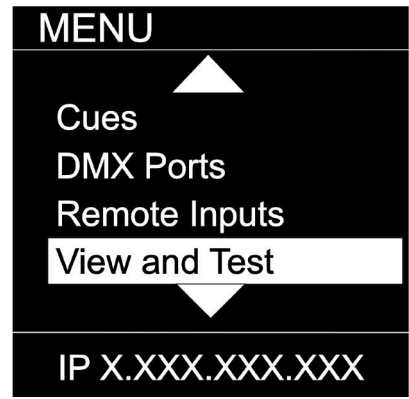 MENU
Cues
DMX Ports
Remote Inputs
View and Test
IP X.XXX.XXX.XXX